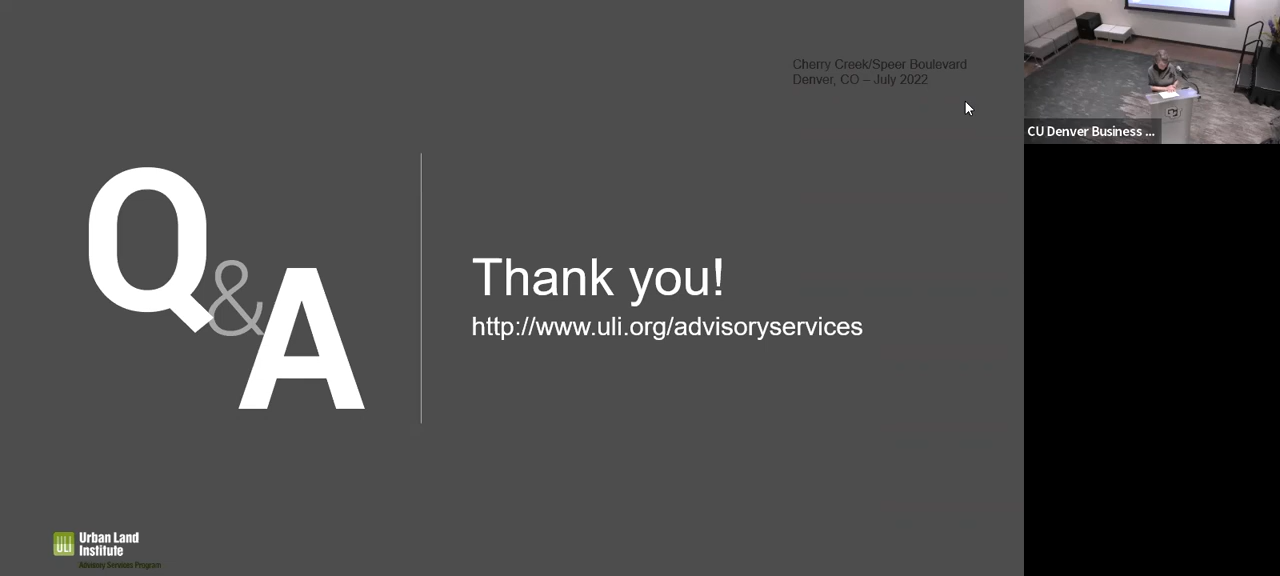 Cherry Creek/Speer Boulevard
Denver, CO – July 2022
Q&A
Thank you!
http://www.uli.org/advisoryservices
ULI Urban Land
Institute
Advisory Services Program
CU Denver Business ...